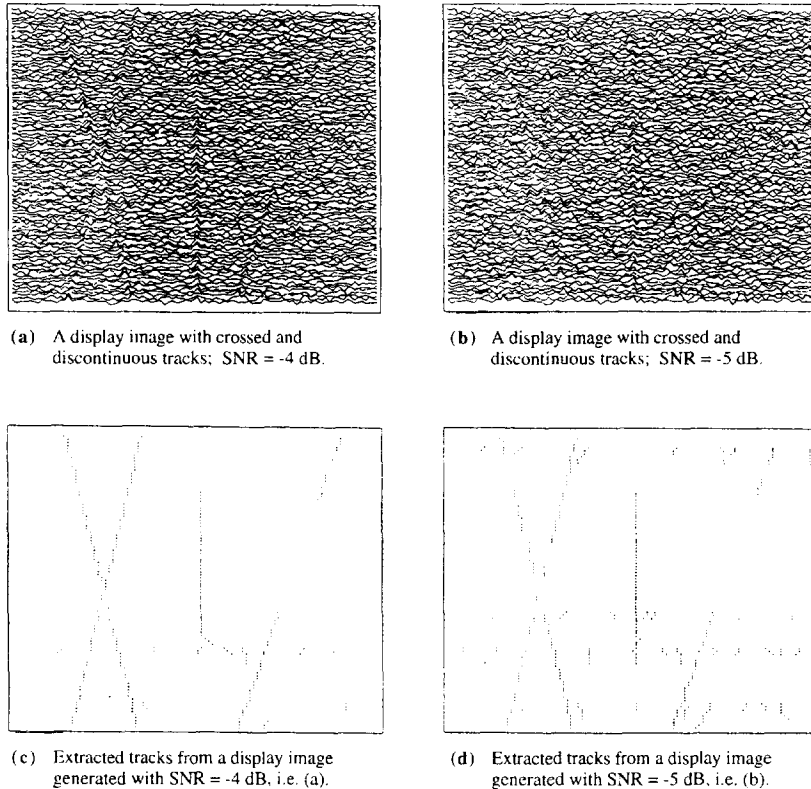 (a) A display image with crossed and
discontinuous tracks; SNR = -4 dB.
(b) A display image with crossed and
discontinuous tracks; SNR = -5 dB.
(c) Extracted tracks from a display image
generated with SNR = -4 dB, i.e. (a).
(d) Extracted tracks from a display image
generated with SNR = -5 dB, i.e. (b).